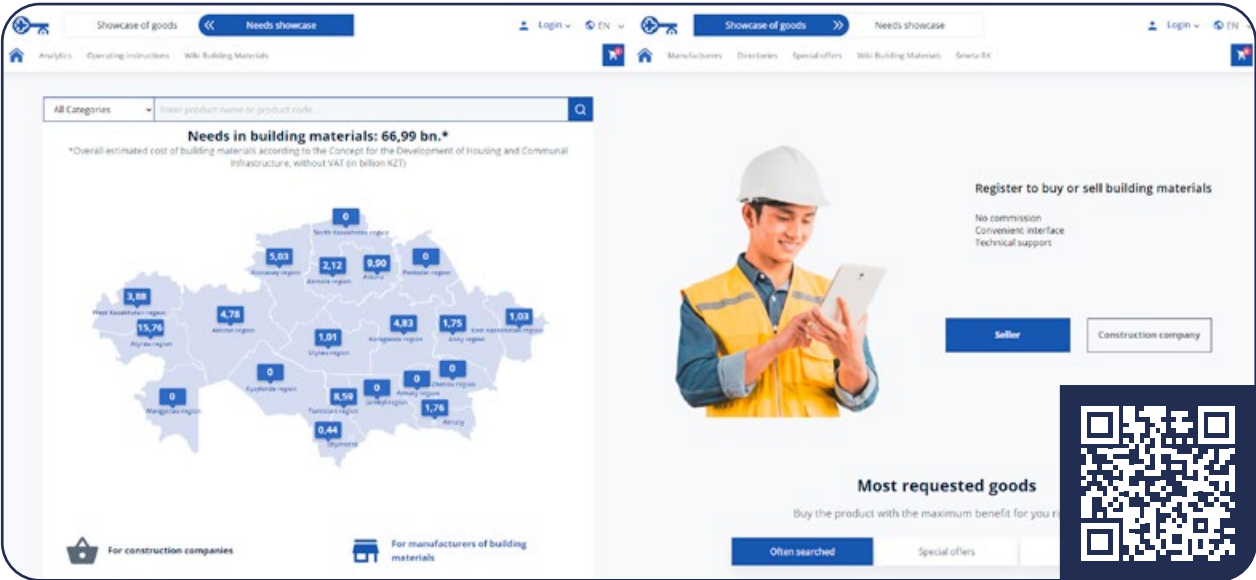 Showcase of goods
Needs showcase
Login
EN
Analytics
Operating instructions
Wiki Building Materials
All Categories
Enter product name or product code ..
Needs in building materials: 66,99 bn.*
*Overall estimated cost of building materials according to the Concept for the Development of Housing and Communal
Infrastructure, without VAT (in billion KZT)
0
North Kazakhstan region
5,03
Kostanay region
2,12
Akmola region
9,90
Astana
0
Pavlodar region
3,88
West Kazakhstan region
15,76
Atyrau region
4,78
Aktobe region
1,01
Ulytau region
4,83
Karaganda region
1,75
Abay region
1,03
East Kazakhstan region
0
Mangistau region
0
Kyzylorda region
8,59
Turkistan region
0
Jambyl region
0
Almaty region
0
Zhetisu region
1,76
Almaty
0,44
Shymkent
For construction companies
For manufacturers of building
materials
Showcase of goods
Needs showcase
Login
EN
Manufacturers
Directories
Special offers
Wiki Building Materials
Smeta RK
Register to buy or sell building materials
No commission
Convenient interface
Technical support
Seller
Construction company
Most requested goods
Buy the product with the maximum benefit for you
Often searched
Special offers